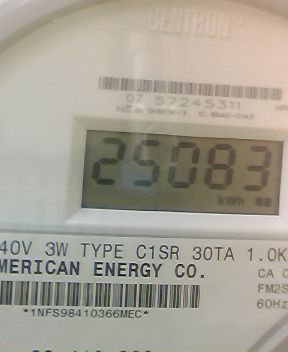 CENTRON
07 57245311
25083
kWh
40V 3W TYPE C1SR 30TA 1.0K
MERICAN ENERGY CO.
CA
FM2S
60Hz
*1NFS98410366MEC*